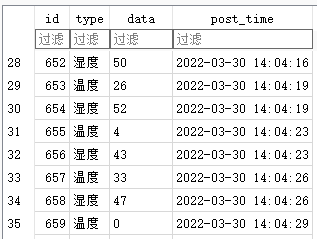 id type data post_time
过滤 过滤 过滤 过滤
28 652 湿度 50 2022-03-30 14:04:16
29 653 温度 26 2022-03-30 14:04:19
30 654 湿度 52 2022-03-30 14:04:19
31 655 温度 4 2022-03-30 14:04:23
32 656 湿度 43 2022-03-30 14:04:23
33 657 温度 33 2022-03-30 14:04:26
34 658 湿度 47 2022-03-30 14:04:26
35 659 温度 0 2022-03-30 14:04:29